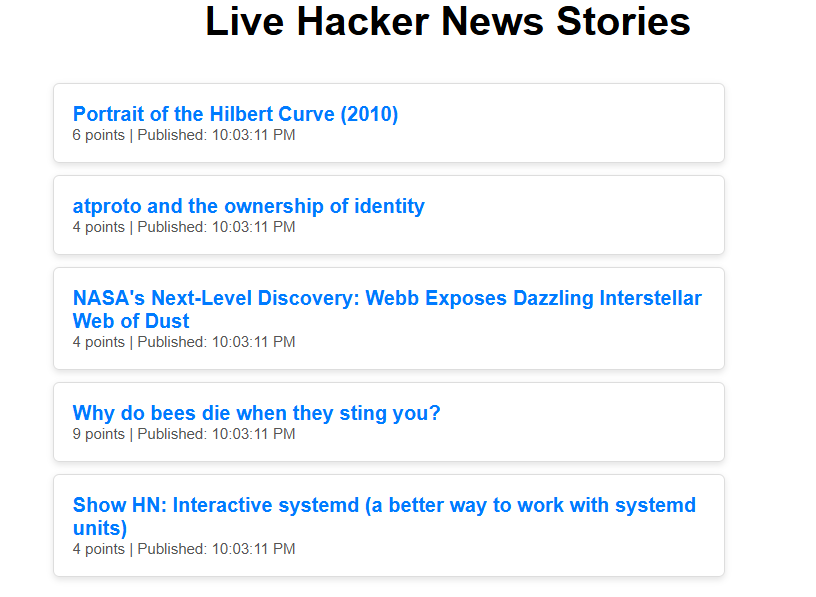 Live Hacker News Stories
Portrait of the Hilbert Curve (2010)
6 points | Published: 10:03:11 PM
atproto and the ownership of identity
4 points | Published: 10:03:11 PM
NASA's Next-Level Discovery: Webb Exposes Dazzling Interstellar
Web of Dust
4 points | Published: 10:03:11 PM
Why do bees die when they sting you?
9 points | Published: 10:03:11 PM
Show HN: Interactive systemd (a better way to work with systemd
units)
4 points | Published: 10:03:11 PM